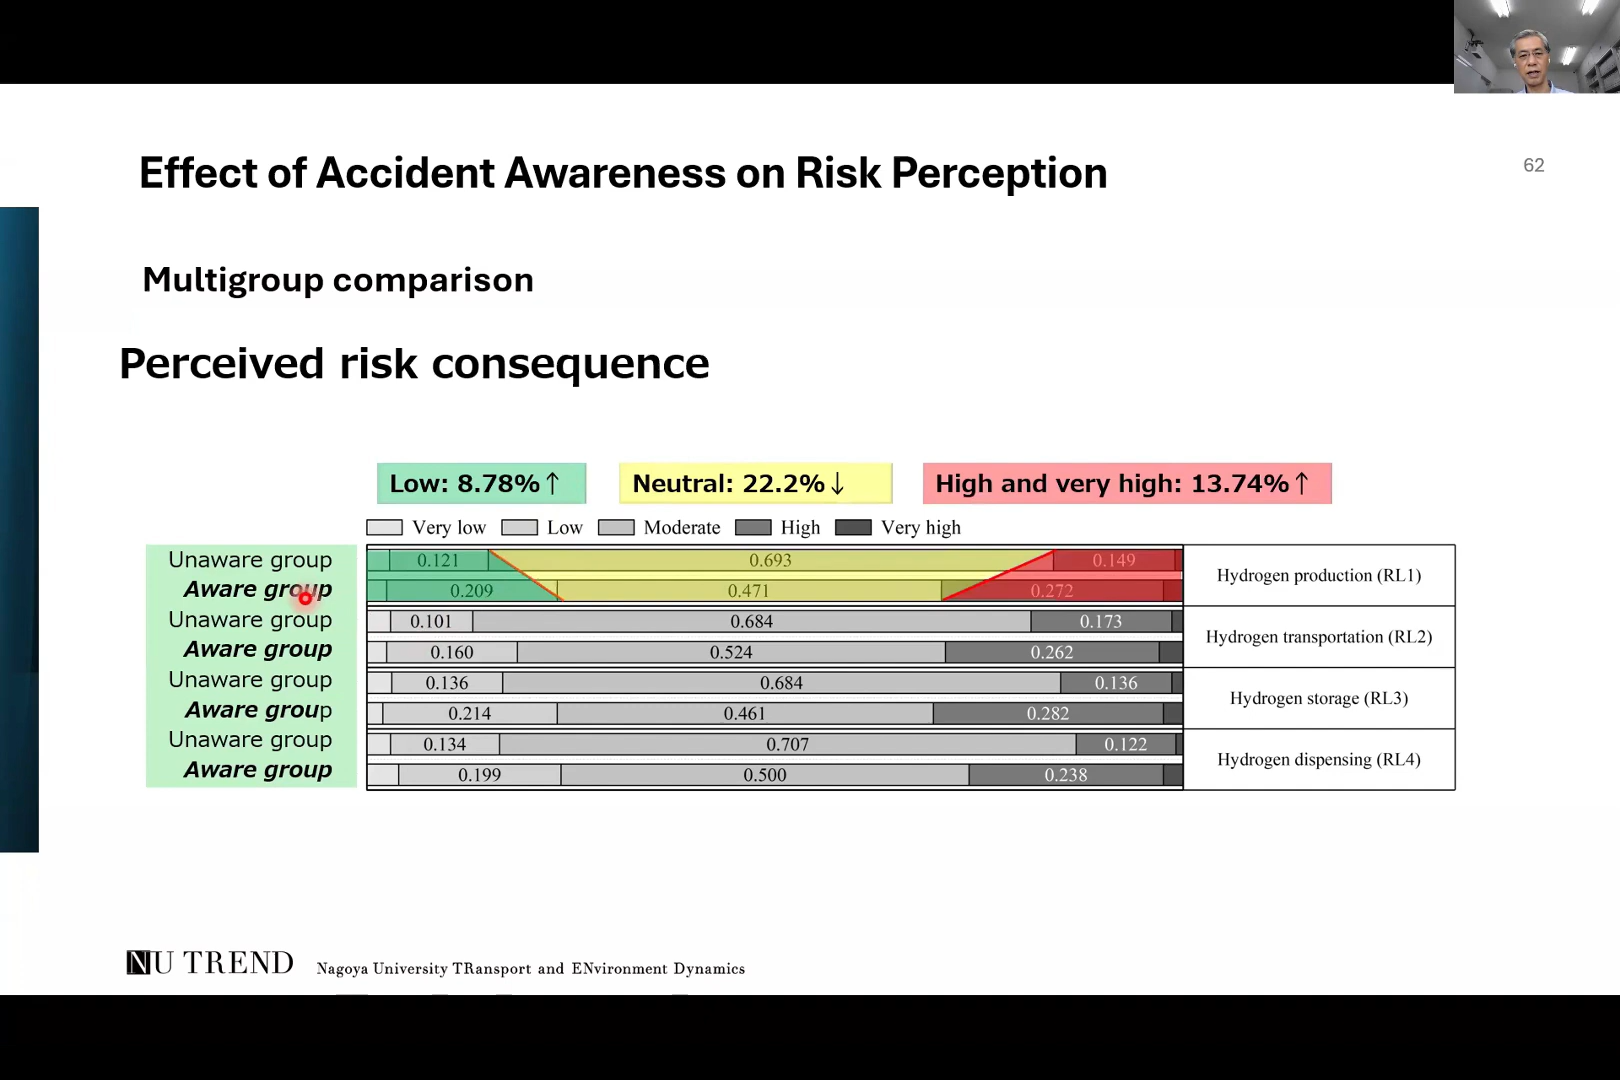 Effect of Accident Awareness on Risk Perception
62
Multigroup comparison
Perceived risk consequence
Low: 8.78%↑
Neutral: 22.2%↓
High and very high: 13.74%↑
Very low Low Moderate High Very high
Unaware group 0.121 0.693 0.149
Aware group 0.209 0.471 0.272
Hydrogen production (RL1)
Unaware group 0.101 0.684 0.173
Aware group 0.160 0.524 0.262
Hydrogen transportation (RL2)
Unaware group 0.136 0.684 0.136
Aware group 0.214 0.461 0.282
Hydrogen storage (RL3)
Unaware group 0.134 0.707 0.122
Aware group 0.199 0.500 0.238
Hydrogen dispensing (RL4)
NU TREND Nagoya University TRansport and ENvironment Dynamics